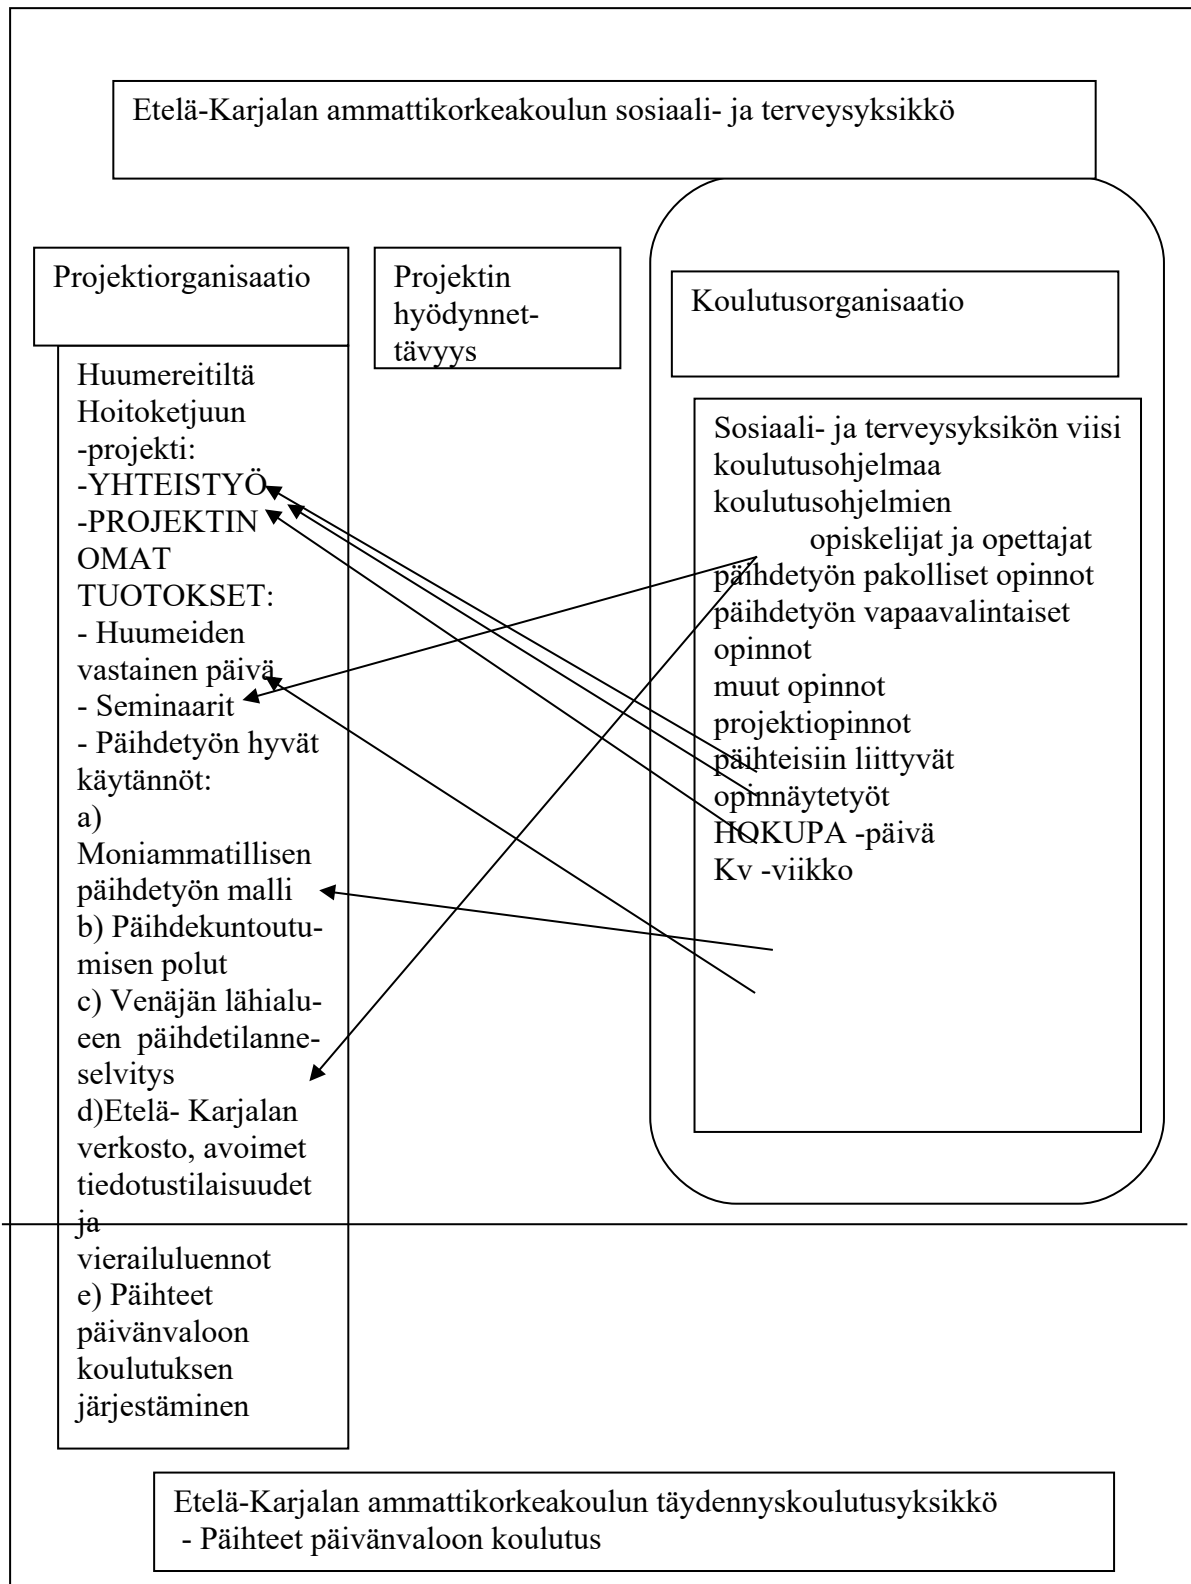 Etelä-Karjalan ammattikorkeakoulun sosiaali- ja terveysyksikkö
Projektiorganisaatio
Projektin
hyödynnet-
tävyys
Koulutusorganisaatio
Huumereitiltä
Hoitoketjuun
-projekti:
-YHTEISTYÖ
-PROJEKTIN
OMAT
TUOTOKSET:
- Huumeiden
vastainen päivä
- Seminaarit
- Päihdetyön hyvät
käytännöt:
a)
Moniammatillisen
päihdetyön malli
b) Päihdekuntoutu-
misen polut
c) Venäjän lähialu-
een päihdetilanne-
selvitys
d)Etelä- Karjalan
verkosto, avoimet
tiedotustilaisuudet
ja
vierailuluennot
e) Päihteet
päivänvaloon
koulutuksen
järjestäminen
Sosiaali- ja terveysyksikön viisi
koulutusohjelmaa
koulutusohjelmien
opiskelijat ja opettajat
päihdetyön pakolliset opinnot
päihdetyön vapaavalintaiset
opinnot
muut opinnot
projektiopinnot
päihteisiin liittyvät
opinnäytetyöt
HOKUPA -päivä
Kv -viikko
Etelä-Karjalan ammattikorkeakoulun täydennyskoulutusyksikkö
- Päihteet päivänvaloon koulutus